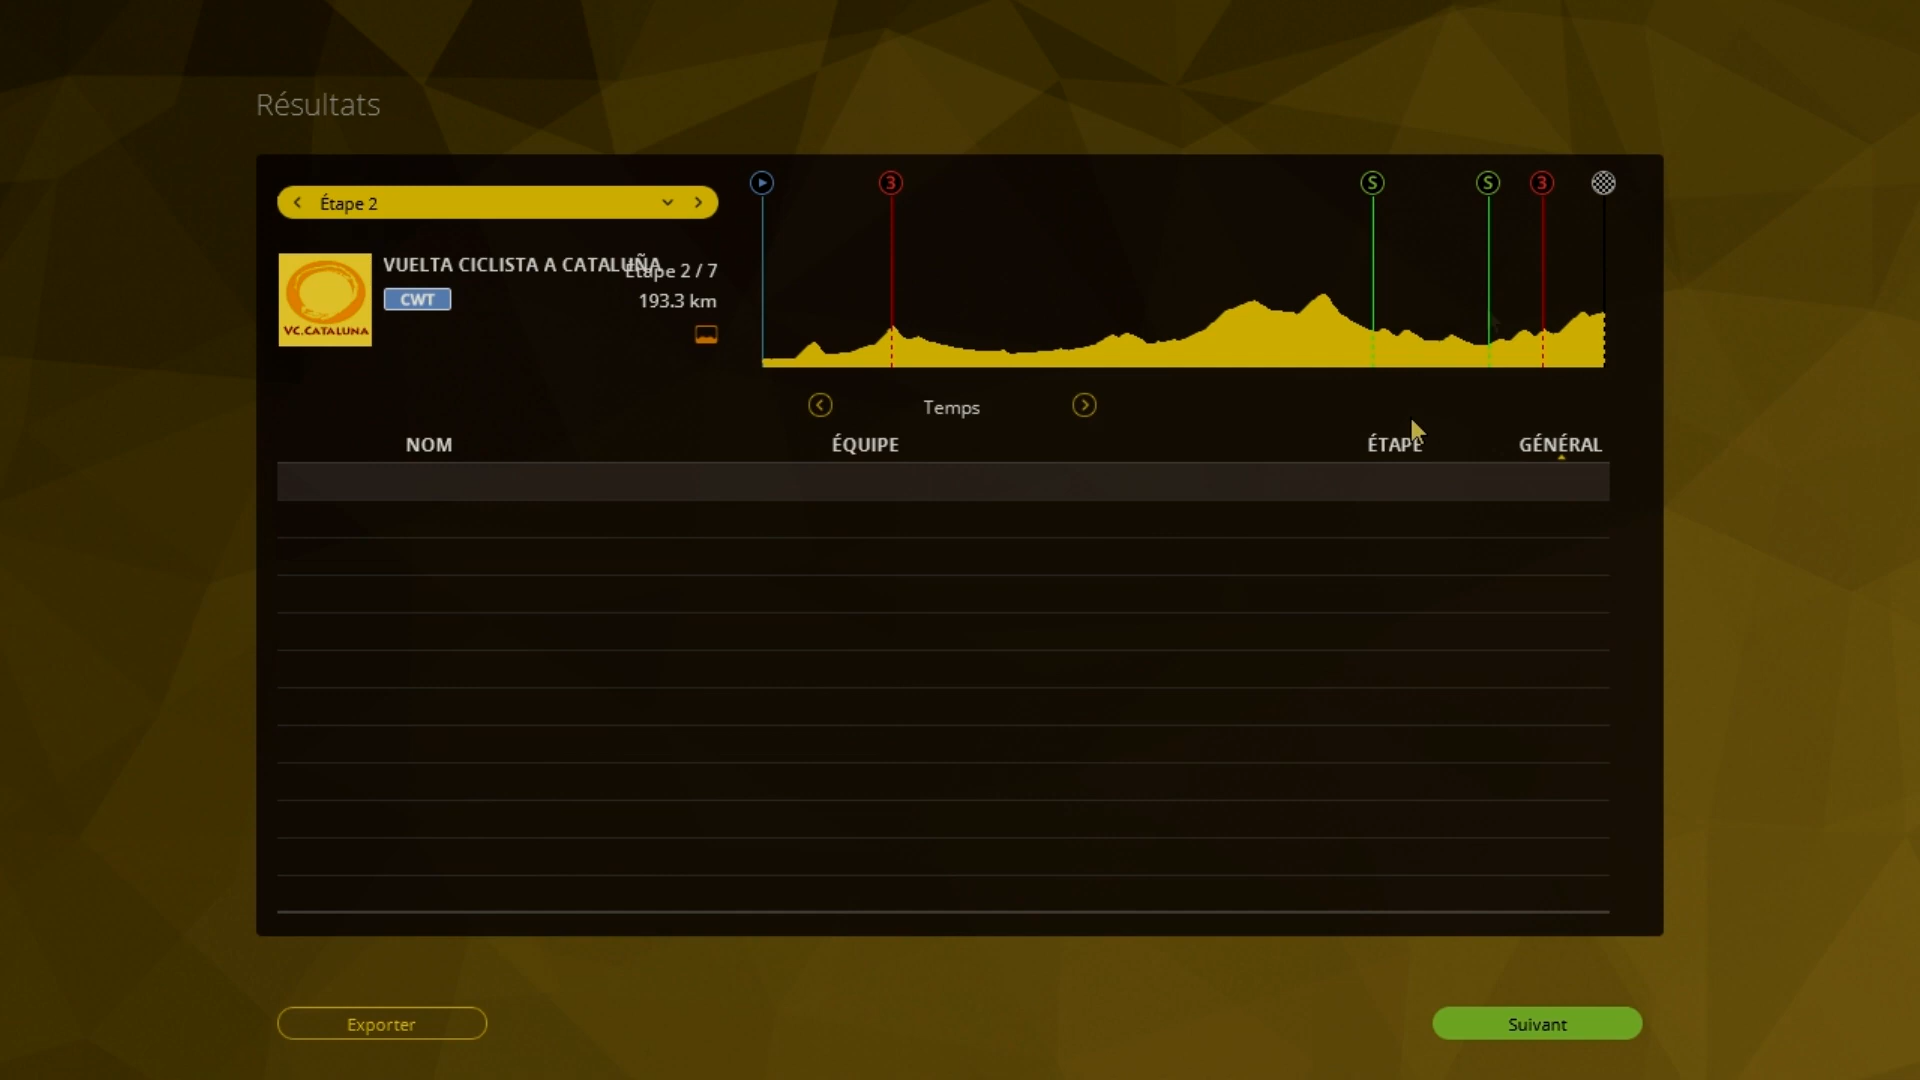 Résultats
Étape 2
3
S
S
3
VUELTA CICLISTA A CATALUÑA
Étape 2 / 7
CWT
193.3 km
VC.CATALUNA
Temps
NOM ÉQUIPE ÉTAPE GÉNÉRAL
Exporter
Suivant